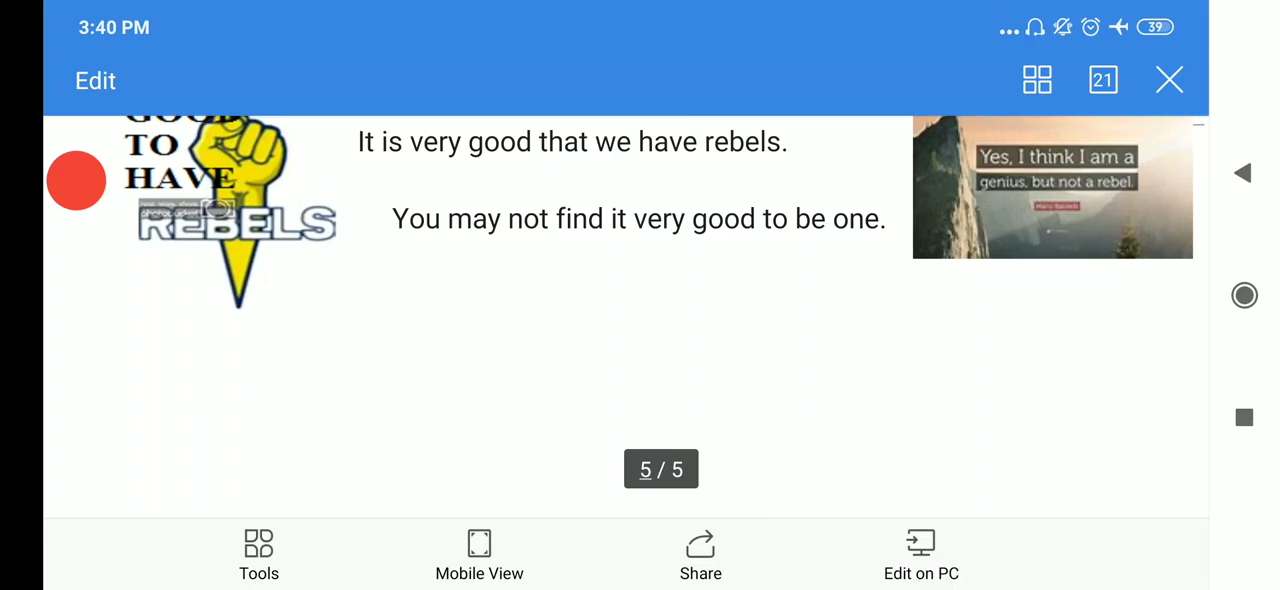 3:40 PM
39
Edit
21
GOOD
TO
HAVE
REBELS
It is very good that we have rebels.
You may not find it very good to be one.
Yes, I think I am a
genius, but not a rebel.
5 / 5
Tools
Mobile View
Share
Edit on PC